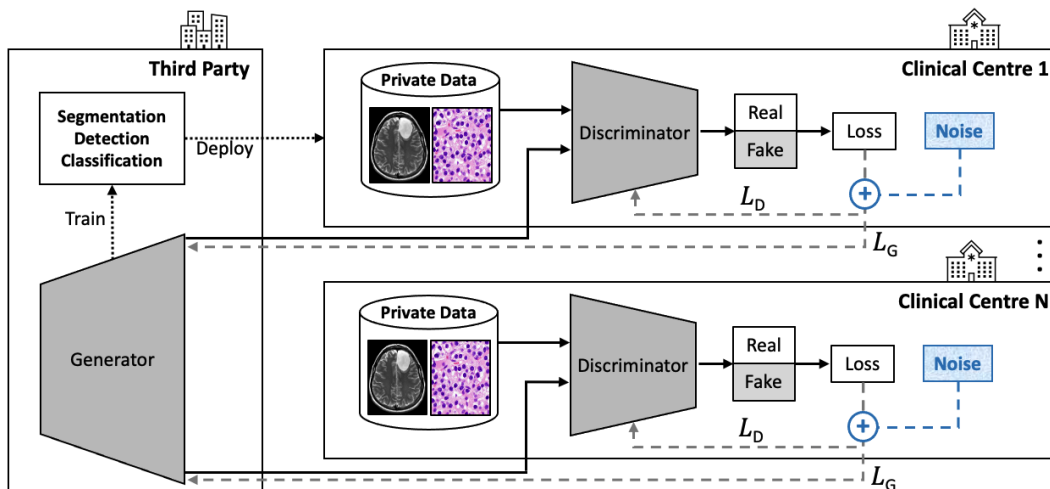 Third Party
Segmentation
Detection
Classification
Deploy
Train
Generator
Clinical Centre 1
Private Data
Discriminator
Real
Fake
Loss
Noise
+
L_D
L_G
Clinical Centre N
Private Data
Discriminator
Real
Fake
Loss
Noise
+
L_D
L_G